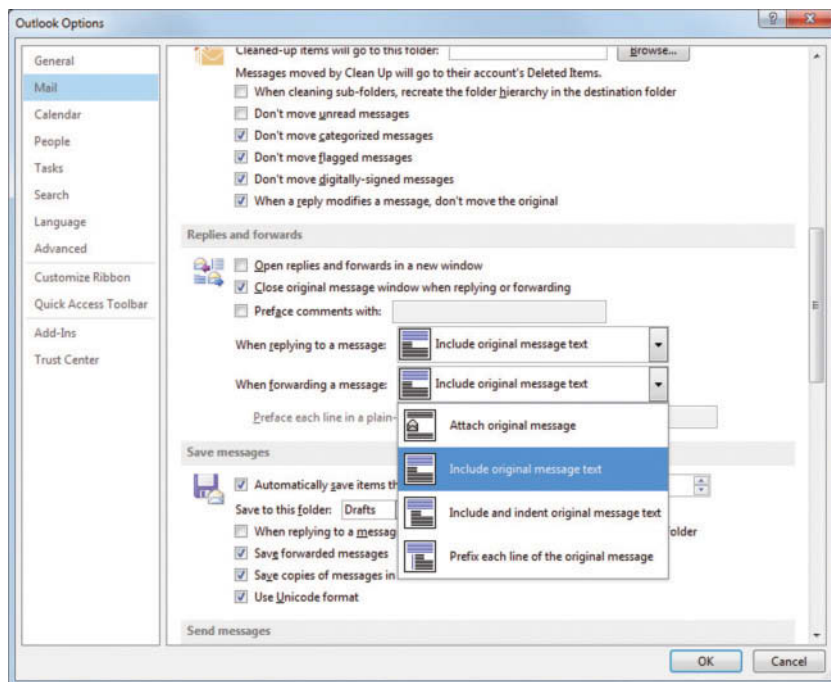 Outlook Options
General
Mail
Calendar
People
Tasks
Search
Language
Advanced
Customize Ribbon
Quick Access Toolbar
Add-Ins
Trust Center
Cleaned-up items will go to this folder:
Browse...
Messages moved by Clean Up will go to their account's Deleted Items.
When cleaning sub-folders, recreate the folder hierarchy in the destination folder
Don't move unread messages
Don't move categorized messages
Don't move flagged messages
Don't move digitally-signed messages
When a reply modifies a message, don't move the original
Replies and forwards
Open replies and forwards in a new window
Close original message window when replying or forwarding
Preface comments with:
When replying to a message: Include original message text
When forwarding a message: Include original message text
Preface each line in a plain-
Attach original message
Include original message text
Include and indent original message text
Prefix each line of the original message
Save messages
Automatically save items th
Save to this folder: Drafts
When replying to a messag older
Save forwarded messages
Save copies of messages in
Use Unicode format
Send messages
OK Cancel